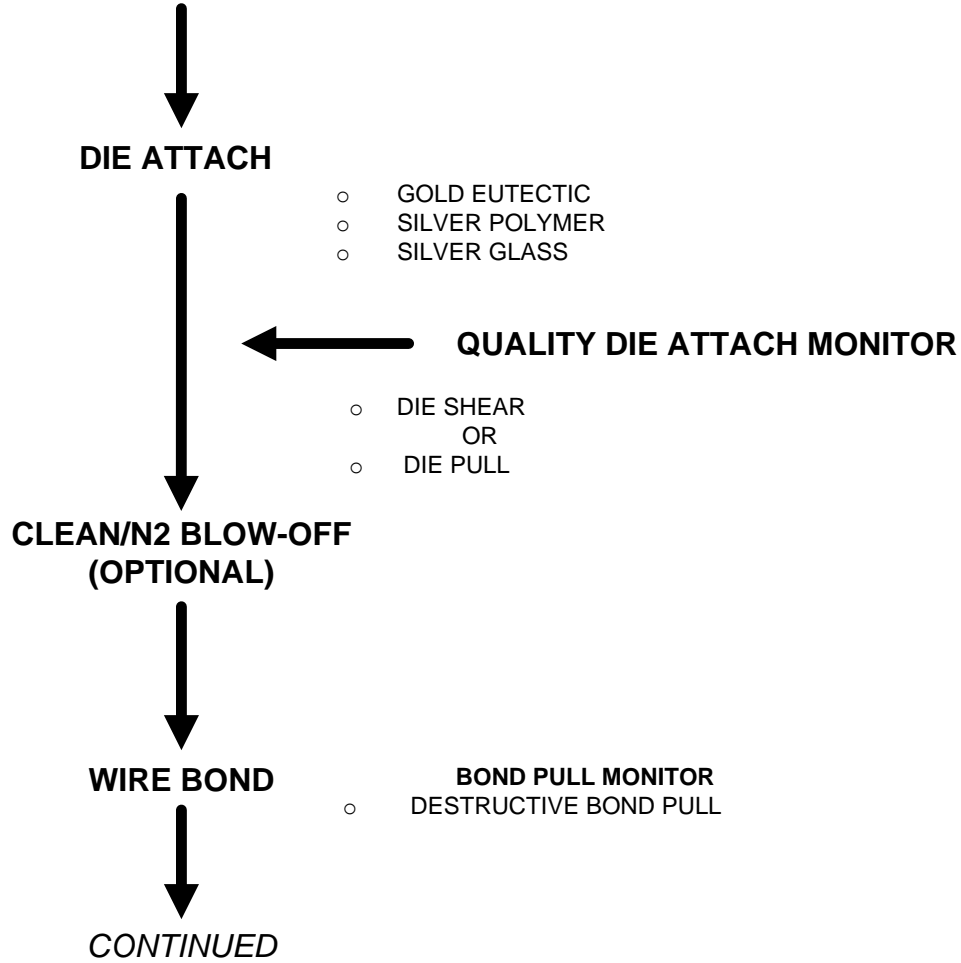 DIE ATTACH
○ GOLD EUTECTIC
○ SILVER POLYMER
○ SILVER GLASS
QUALITY DIE ATTACH MONITOR
○ DIE SHEAR
OR
○ DIE PULL
CLEAN/N2 BLOW-OFF
(OPTIONAL)
WIRE BOND
BOND PULL MONITOR
○ DESTRUCTIVE BOND PULL
CONTINUED